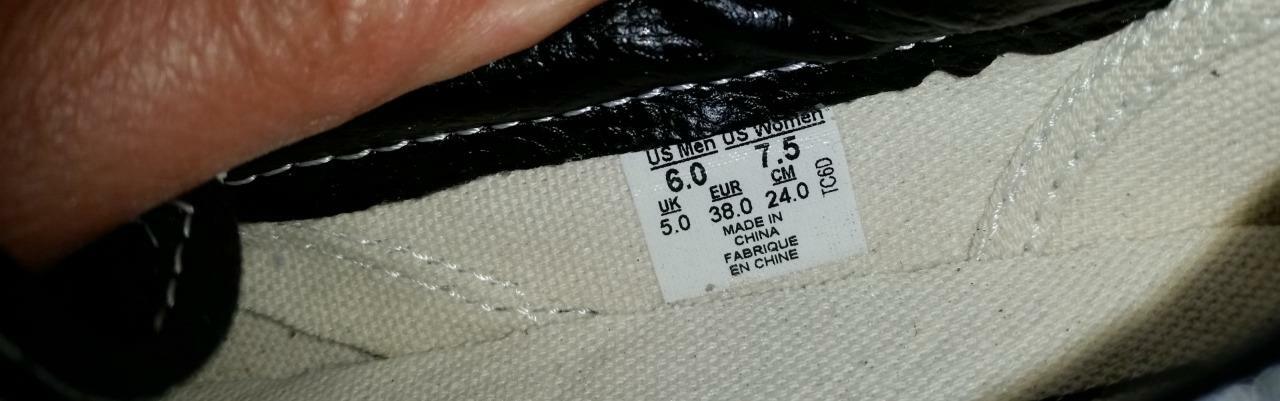 US Men US Women
6.0 7.5
UK EUR CM
5.0 38.0 24.0
TC6D
MADE IN
CHINA
FABRIQUE
EN CHINE